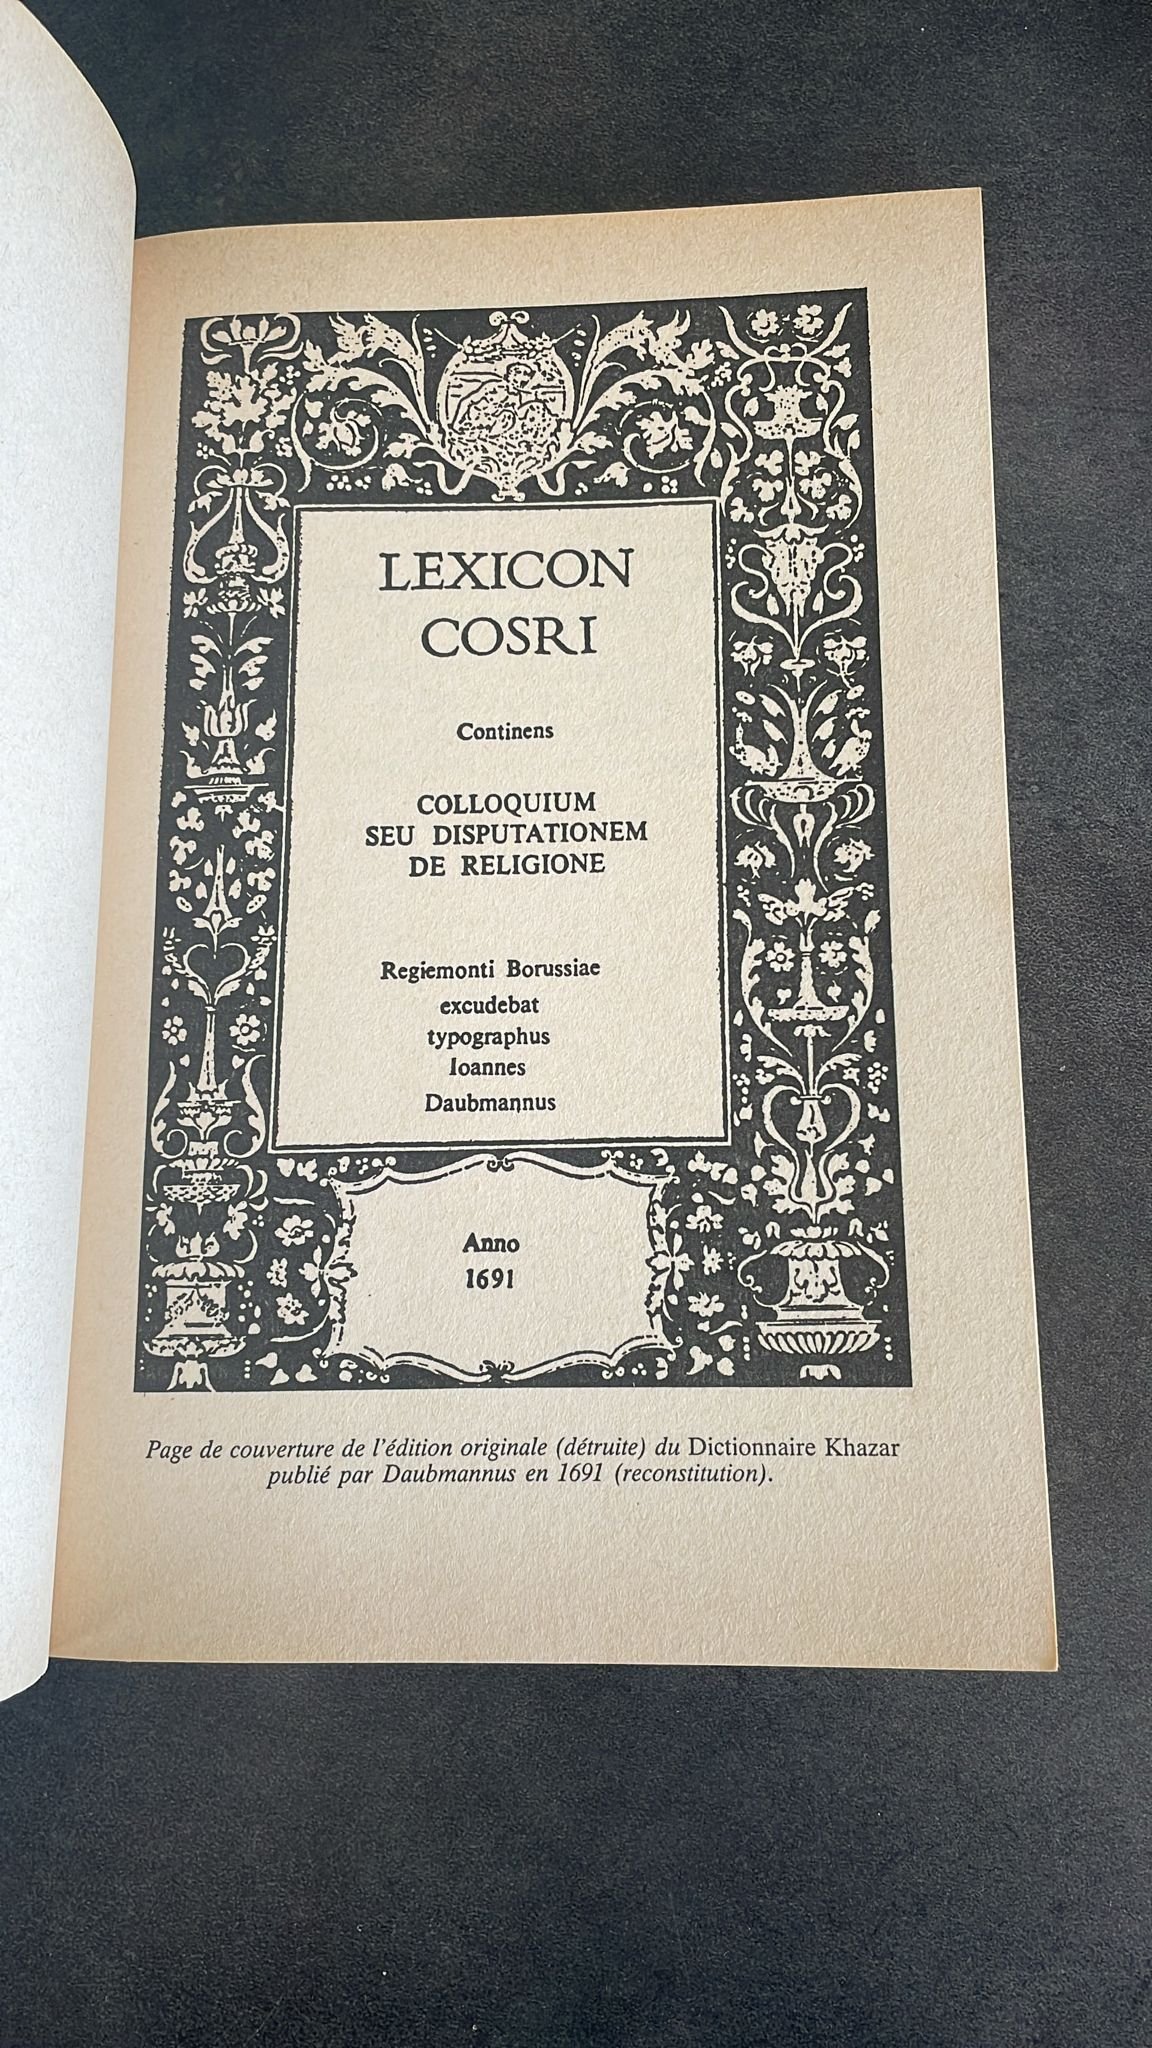 LEXICON
COSRI
Continens
COLLOQUIUM
SEU DISPUTATIONEM
DE RELIGIONE
Regiemonti Borussiae
excudebat
typographus
Ioannes
Daubmannus
Anno
1691
Page de couverture de l'édition originale (détruite) du Dictionnaire Khazar
publié par Daubmannus en 1691 (reconstitution).